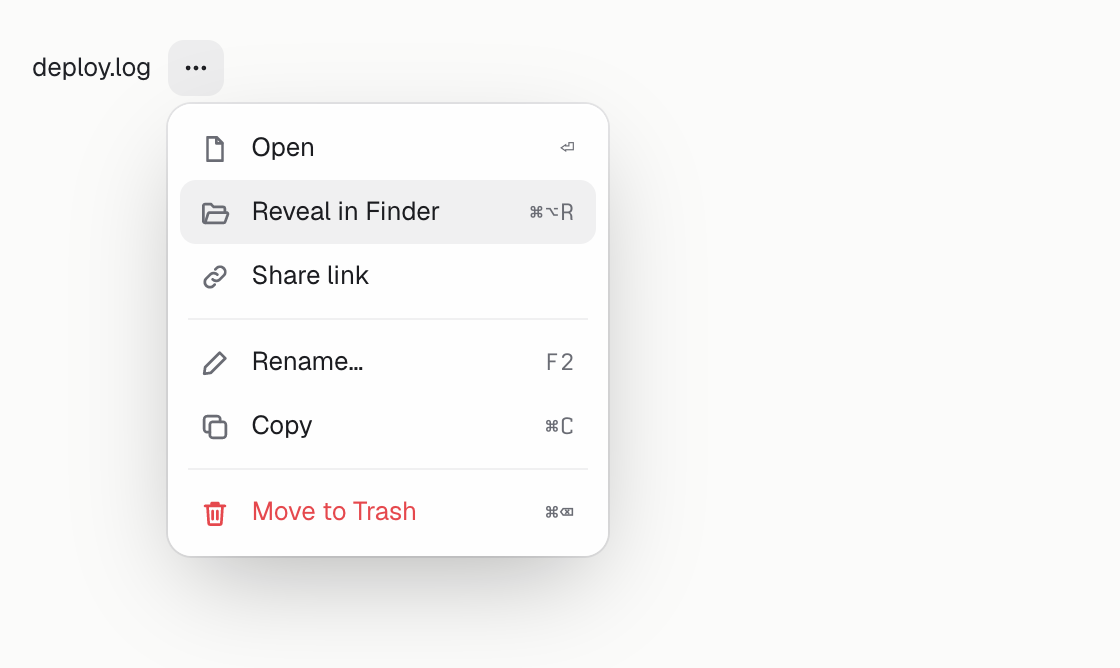 deploy.log ···
Open ⏎
Reveal in Finder ⌘⌥R
Share link
Rename… F2
Copy ⌘C
Move to Trash ⌘⌫